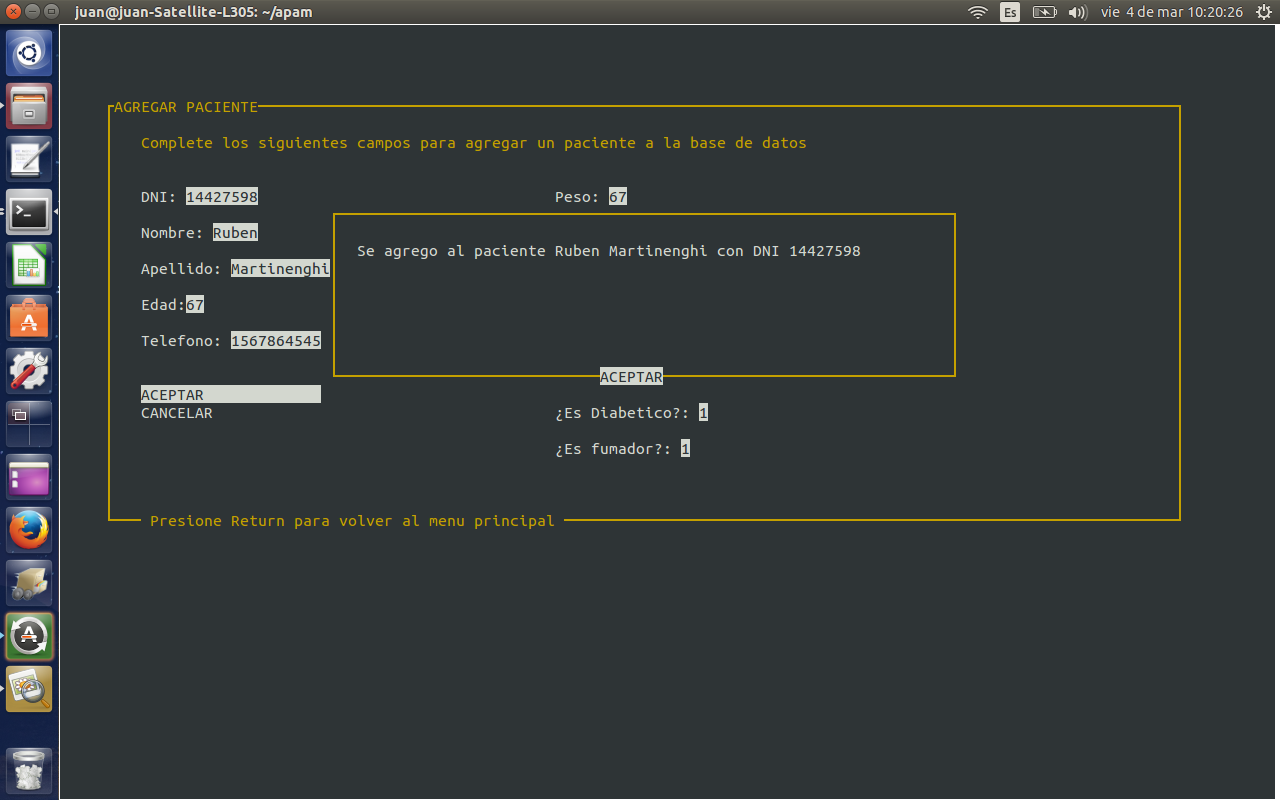 juan@juan-Satellite-L305: ~/apam
Es
vie 4 de mar 10:20:26
AGREGAR PACIENTE
Complete los siguientes campos para agregar un paciente a la base de datos
DNI: 14427598
Peso: 67
Nombre: Ruben
Se agrego al paciente Ruben Martinenghi con DNI 14427598
Apellido: Martinenghi
Edad:67
Telefono: 1567864545
ACEPTAR
ACEPTAR
CANCELAR
¿Es Diabetico?: 1
¿Es fumador?: 1
Presione Return para volver al menu principal